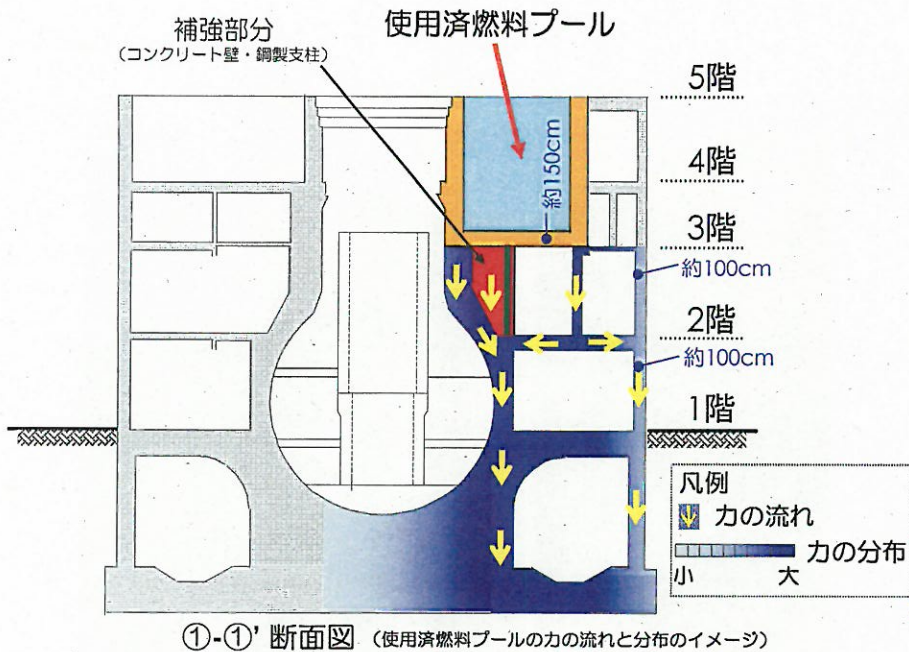 補強部分
（コンクリート壁・鋼製支柱）
使用済燃料プール
5階
4階
約150cm
3階
約100cm
2階
約100cm
1階
凡例
力の流れ
力の分布
小
大
①-①' 断面図 （使用済燃料プールの力の流れと分布のイメージ）